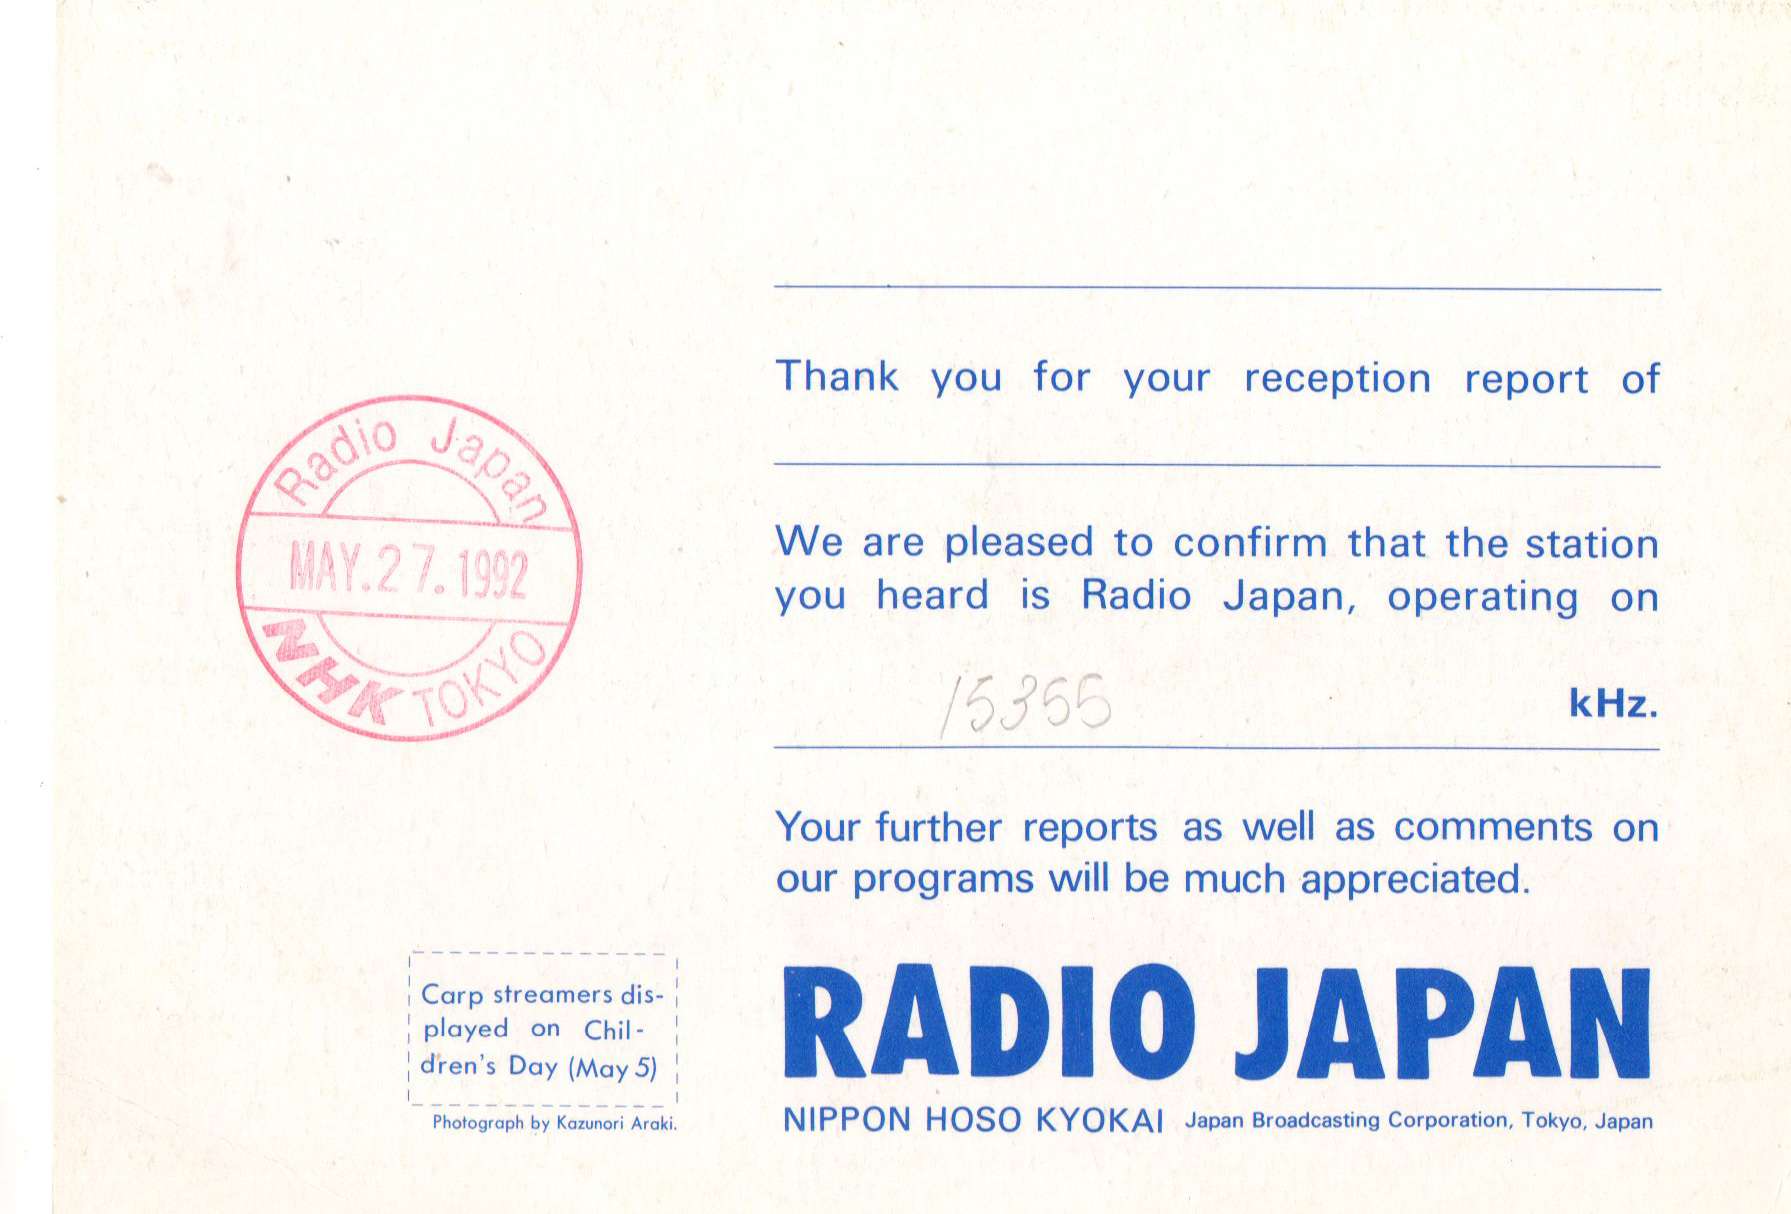 Thank you for your reception report of
We are pleased to confirm that the station
you heard is Radio Japan, operating on
15355 kHz.
Your further reports as well as comments on
our programs will be much appreciated.
RADIO JAPAN
NIPPON HOSO KYOKAI Japan Broadcasting Corporation, Tokyo, Japan
Radio Japan
MAY.27.1992
NHK TOKYO
Carp streamers dis-
played on Chil-
dren's Day (May 5)
Photograph by Kazunori Araki.